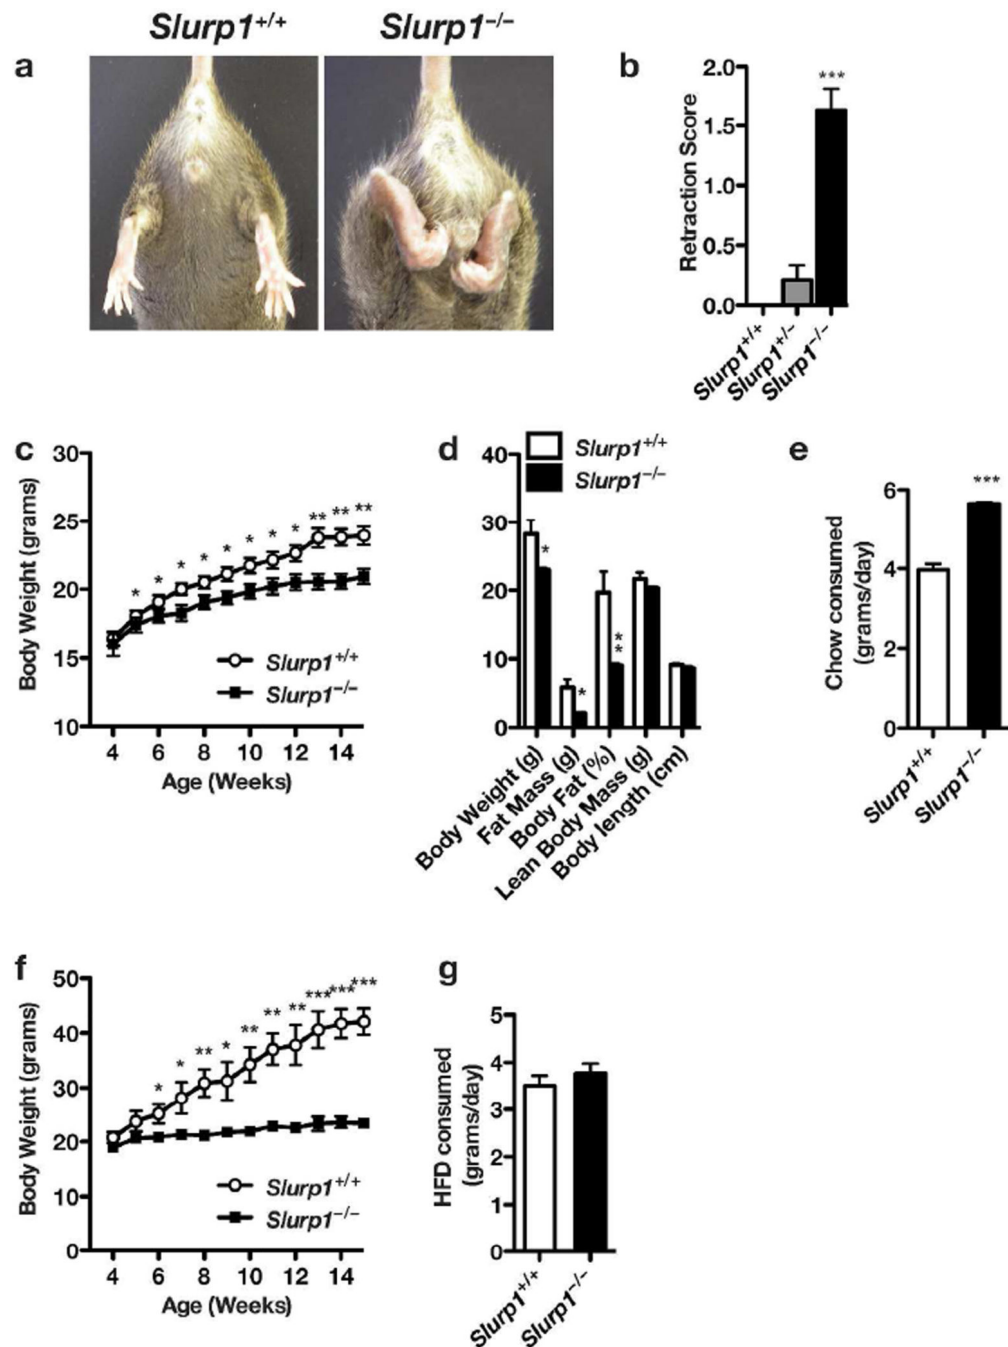 Slurp1+/+
Slurp1−/−
a
b
Retraction Score
2.0
1.5
1.0
0.5
0.0
***
Slurp1+/+
Slurp1+/−
Slurp1−/−
c
Body Weight (grams)
30
25
20
15
10
* * * * * * * * ** ** **
Slurp1+/+
Slurp1−/−
4 6 8 10 12 14
Age (Weeks)
d
Slurp1+/+
Slurp1−/−
40
30
20
10
0
* * ** 
Body Weight (g)
Fat Mass (g)
Body Fat (%)
Lean Body Mass (g)
Body length (cm)
e
Chow consumed
(grams/day)
6
4
2
0
***
Slurp1+/+
Slurp1−/−
f
Body Weight (grams)
50
40
30
20
10
0
* * ** * ** ** ** *** *** ***
Slurp1+/+
Slurp1−/−
4 6 8 10 12 14
Age (Weeks)
g
HFD consumed
(grams/day)
5
4
3
2
1
0
Slurp1+/+
Slurp1−/−